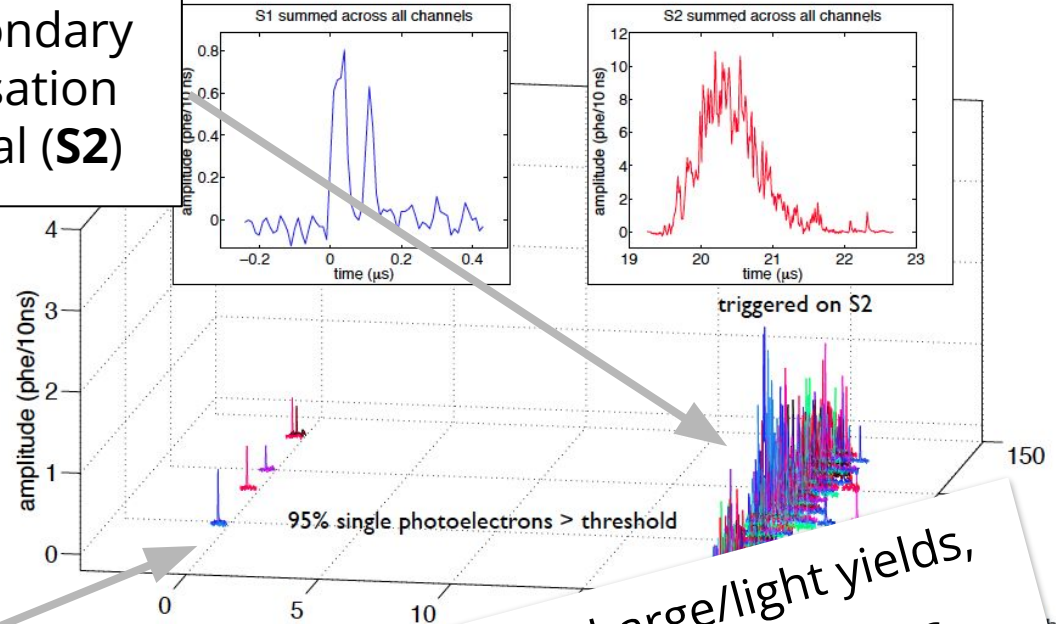 ondary
sation
al (S2)
S1 summed across all channels
amplitude (phe/10 ns)
0.8
0.6
0.4
0.2
0
−0.2
0
0.2
0.4
time (μs)
S2 summed across all channels
amplitude (phe/10 ns)
12
10
8
6
4
2
0
19
20
21
22
23
time (μs)
triggered on S2
amplitude (phe/10ns)
4
3
2
1
0
95% single photoelectrons > threshold
150
0
5
10
harge/light yields,